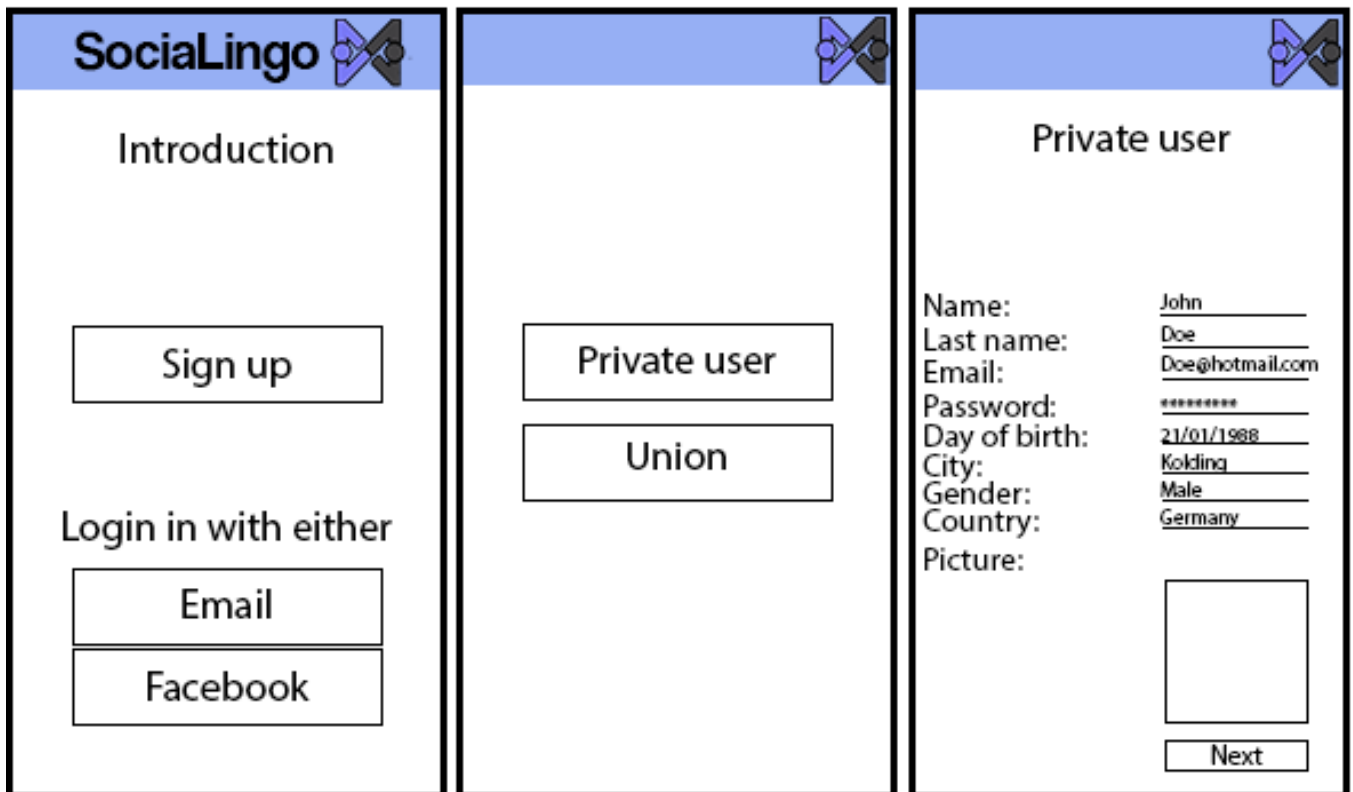 SociaLingo
Introduction
Sign up
Login in with either
Email
Facebook
Private user
Union
Private user
Name: John
Last name: Doe
Email: Doe@hotmail.com
Password: *********
Day of birth: 21/01/1988
City: Kolding
Gender: Male
Country: Germany
Picture:
Next